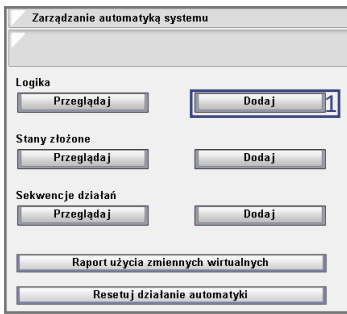 Zarządzanie automatyką systemu
Logika
Przeglądaj Dodaj 1
Stany złożone
Przeglądaj Dodaj
Sekwencje działań
Przeglądaj Dodaj
Raport użycia zmiennych wirtualnych
Resetuj działanie automatyki